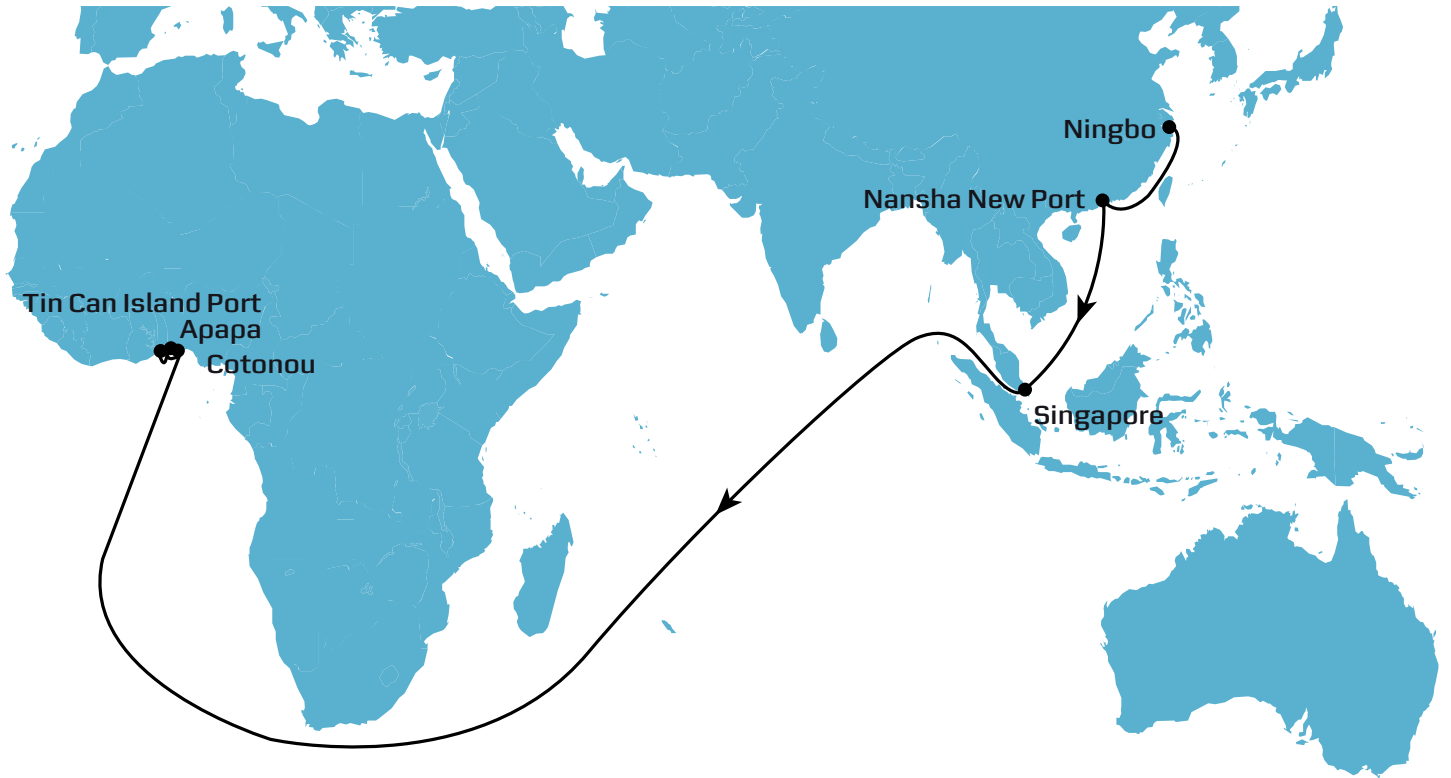 Ningbo
Nansha New Port
Tin Can Island Port
Apapa
Cotonou
Singapore